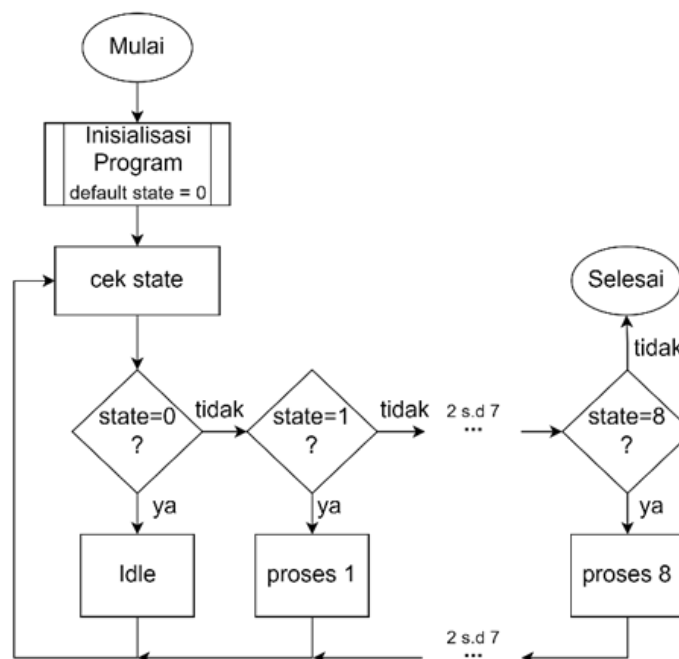 Mulai
Inisialisasi
Program
default state = 0
cek state
Selesai
tidak
state=0
?
tidak
state=1
?
tidak
2 s.d 7
...
state=8
?
ya
ya
ya
Idle
proses 1
proses 8
2 s.d 7
...